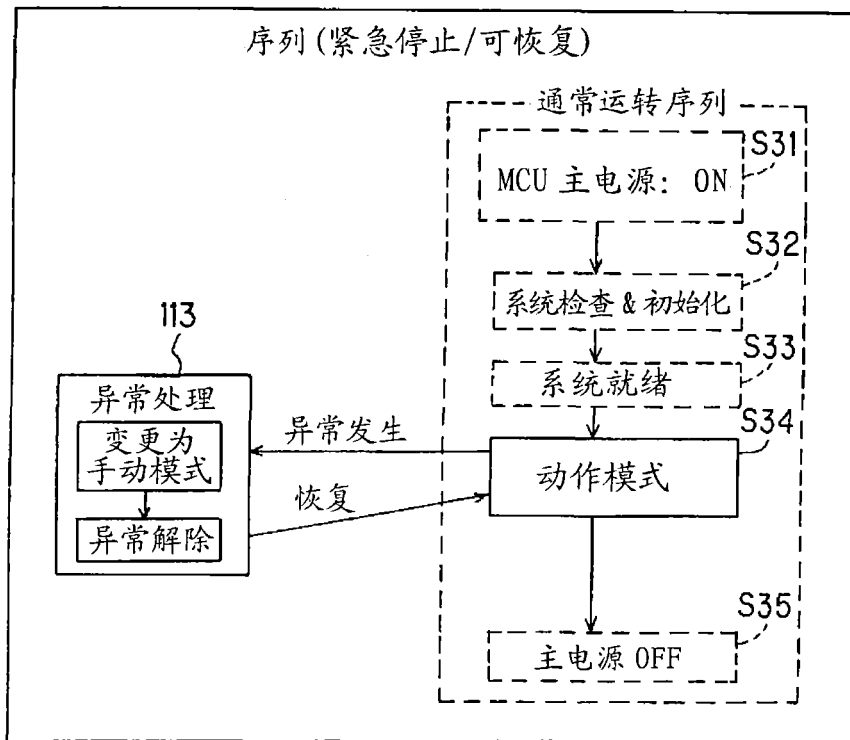 序列(紧急停止/可恢复)
通常运转序列
S31
MCU 主电源: ON
S32
系统检查 & 初始化
S33
系统就绪
S34
动作模式
113
异常处理
变更为
手动模式
异常解除
异常发生
恢复
S35
主电源 OFF